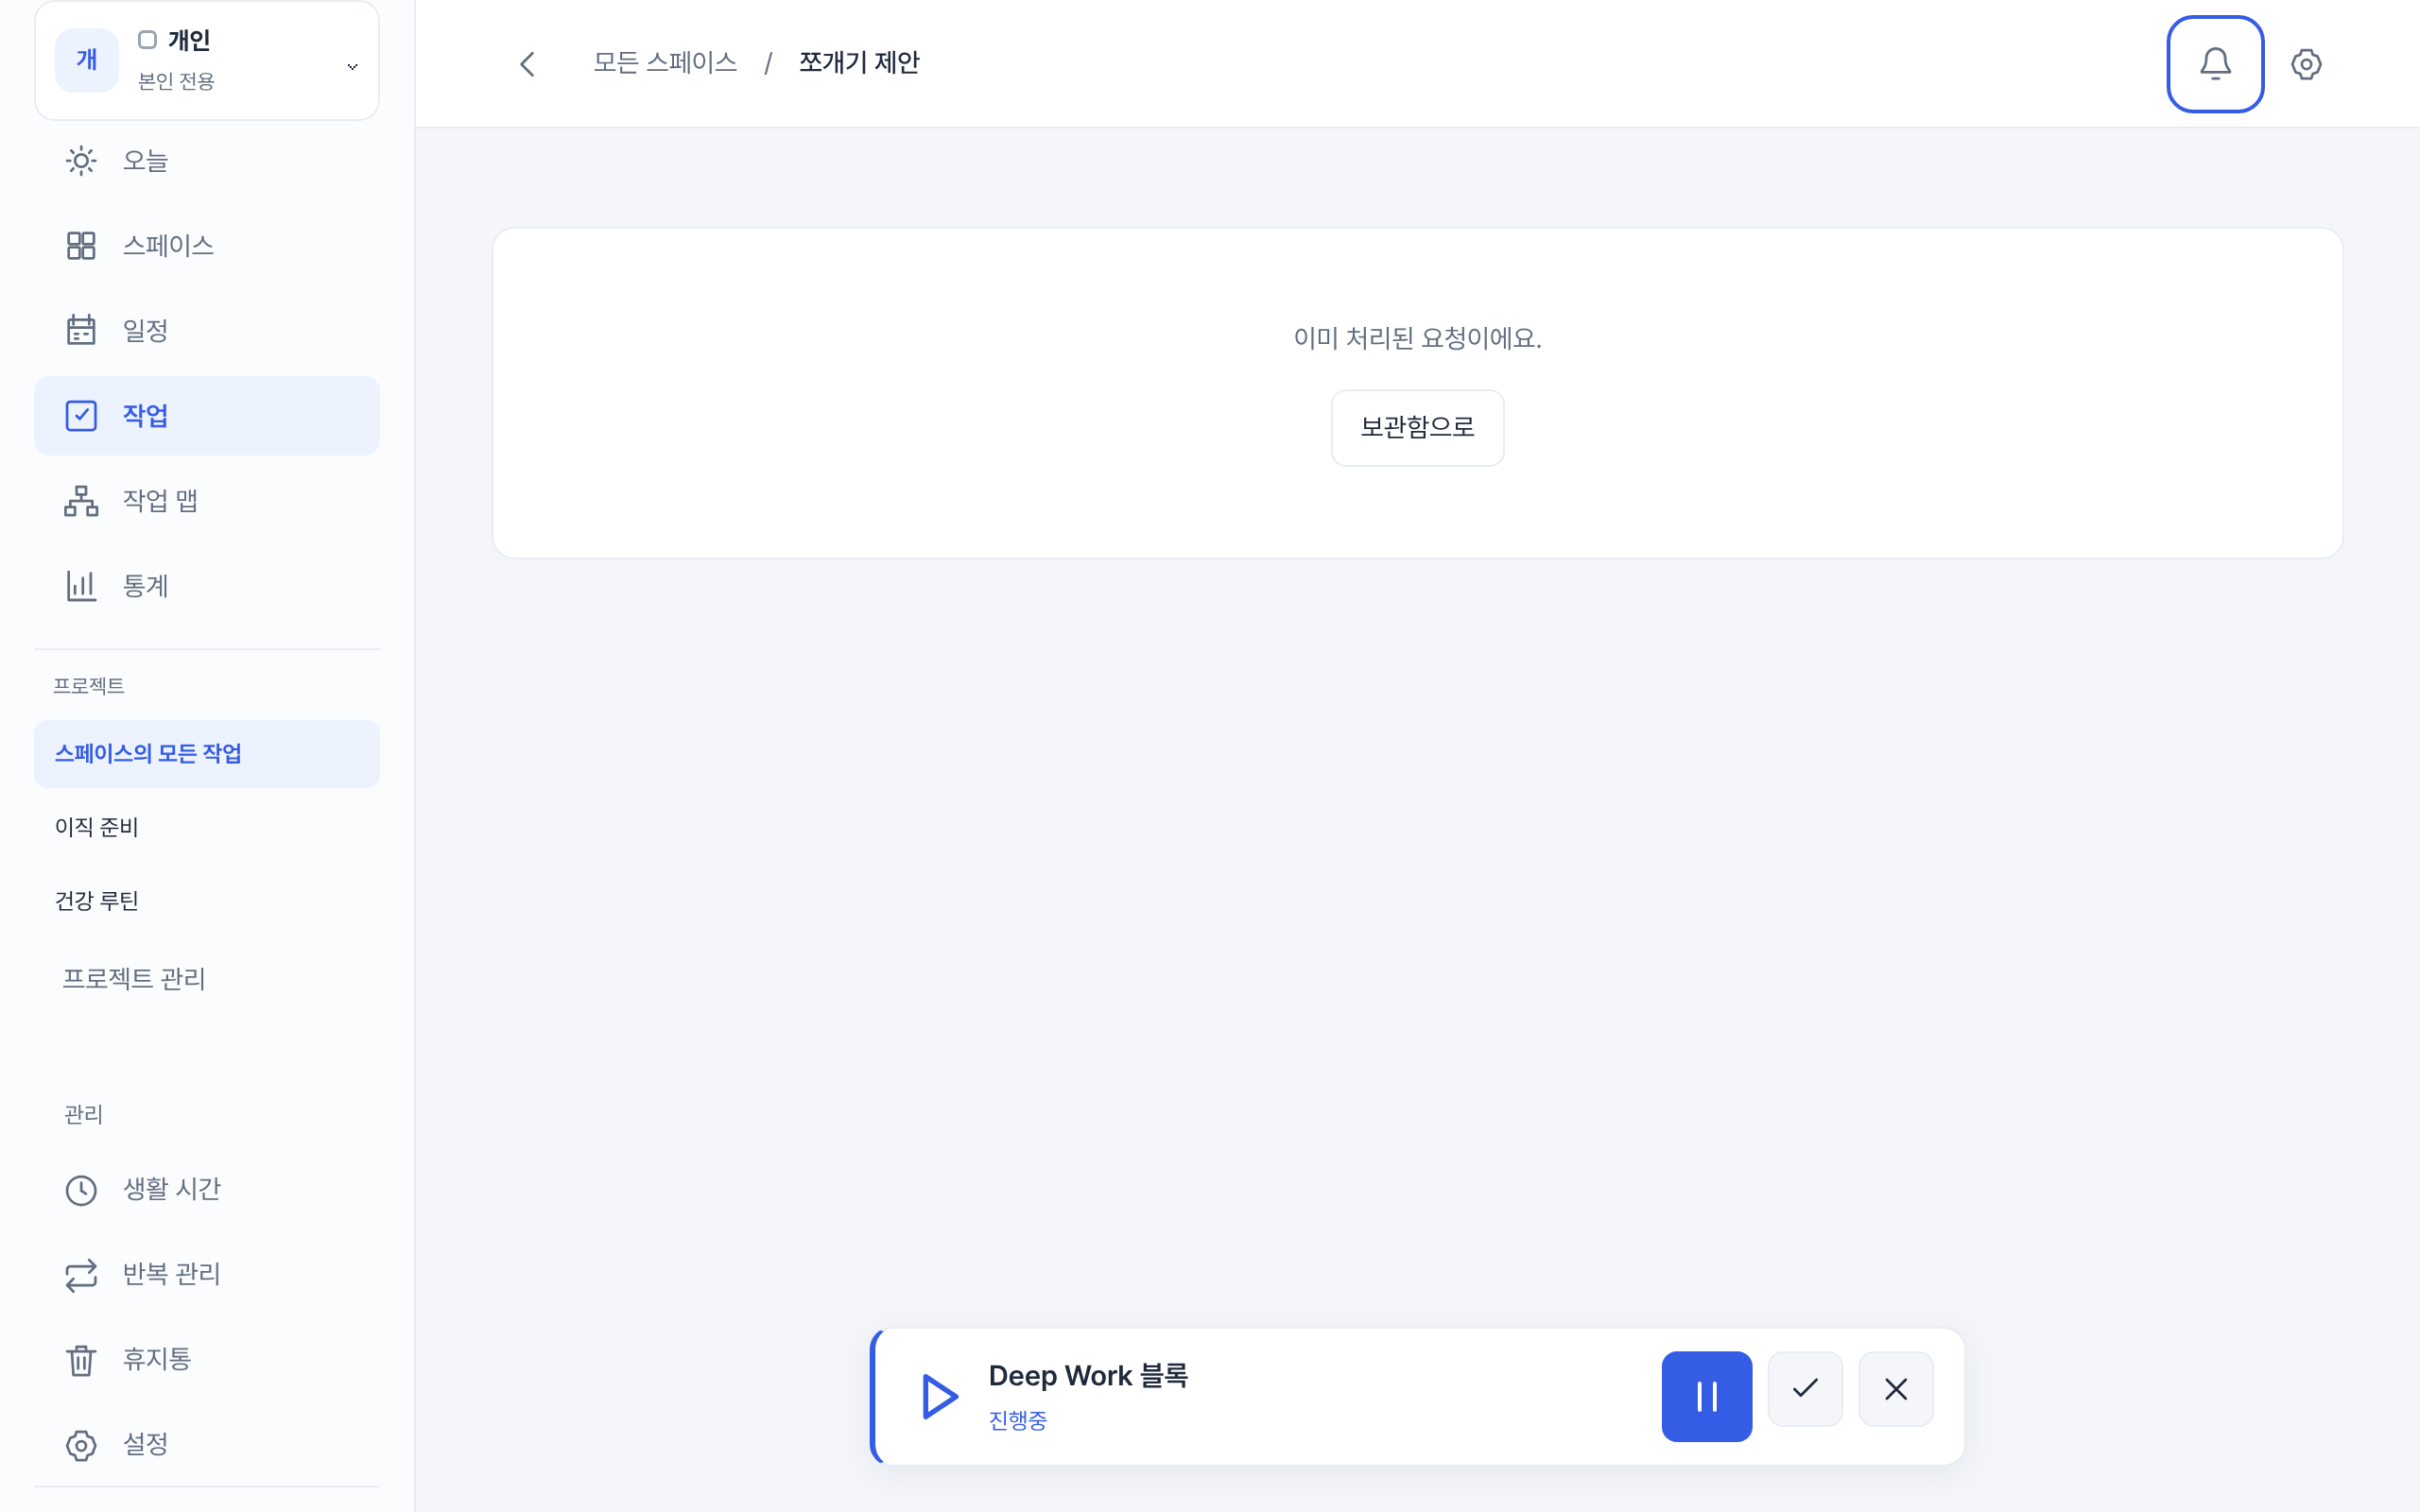 개
개인
본인 전용
오늘
스페이스
일정
작업
작업 맵
통계
프로젝트
스페이스의 모든 작업
이직 준비
건강 루틴
프로젝트 관리
관리
생활 시간
반복 관리
휴지통
설정
모든 스페이스 / 쪼개기 제안
이미 처리된 요청이에요.
보관함으로
Deep Work 블록
진행중